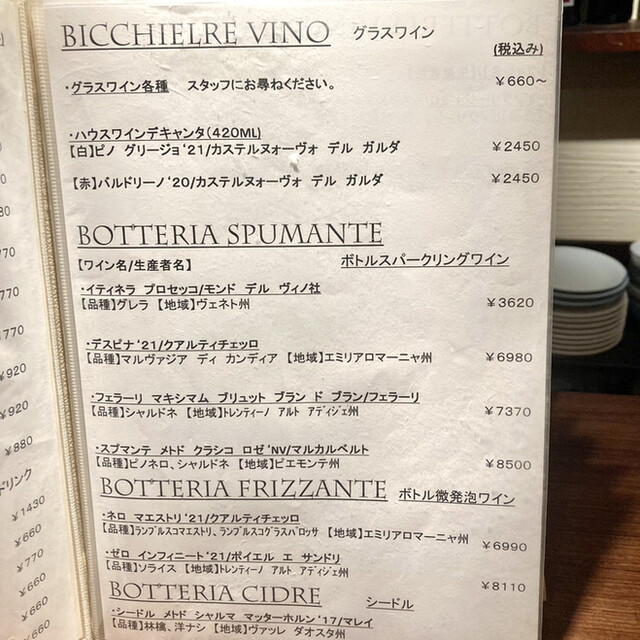 BICCHIELRE VINO グラスワイン
(税込み)
・グラスワイン各種 スタッフにお尋ねください。 ￥660～
・ハウスワインデキャンタ(420ML)
【白】ピノ グリージョ‘21/カステルヌォーヴォ デル ガルダ ￥2450
【赤】バルドリーノ‘20/カステルヌォーヴォ デル ガルダ ￥2450
BOTTERIA SPUMANTE
【ワイン名/生産者名】 ボトルスパークリングワイン
・イティネラ プロセッコ/モンド デル ヴィノ社
【品種】グレラ 【地域】ヴェネト州 ￥3620
・デスピナ‘21/クアルティチェッロ
【品種】マルヴァジア ディ カンディア 【地域】エミリアロマーニャ州 ￥6980
・フェラーリ マキシマム ブリュット ブラン ド ブラン/フェラーリ
【品種】シャルドネ 【地域】トレンティーノ アルト アディジェ州 ￥7370
・スプマンテ メトド クラシコ ロゼ‘NV/マルカルベルト
【品種】ピノネロ、シャルドネ 【地域】ピエモンテ州 ￥8500
BOTTERIA FRIZZANTE ボトル微発泡ワイン
・ネロ マエストリ‘21/クアルティチェッロ
【品種】ランブルスコマエストリ、ランブルスコグラスパロッサ 【地域】エミリアロマーニャ州 ￥6990
・ゼロ インフィニート‘21/ポイエル エ サンドリ
【品種】ソライス 【地域】トレンティーノ アルト アディジェ州 ￥8110
BOTTERIA CIDRE シードル
・シードル メトド シャルマ マッターホルン‘17/マレイ
【品種】林檎、洋ナシ 【地域】ヴァッレ ダオスタ州
770
770
1770
￥920
￥920
￥880
ドリンク
￥1430
￥660
￥770
￥660
￥660
￥660